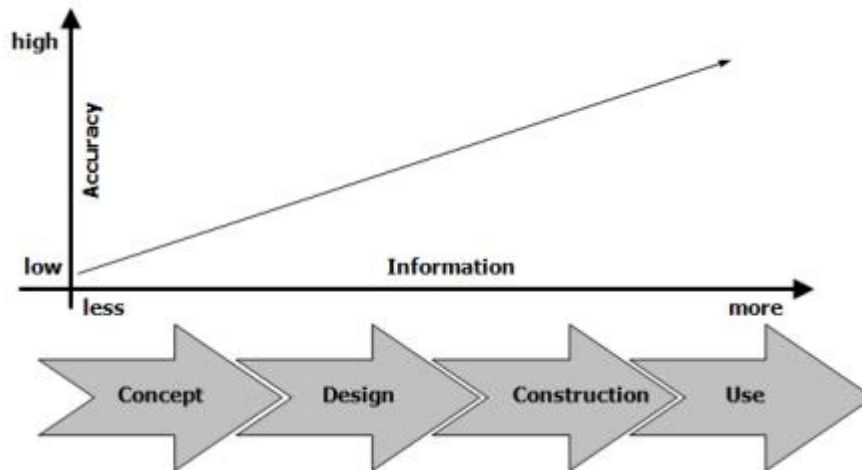 high
Accuracy
low
Information
less
more
Concept
Design
Construction
Use